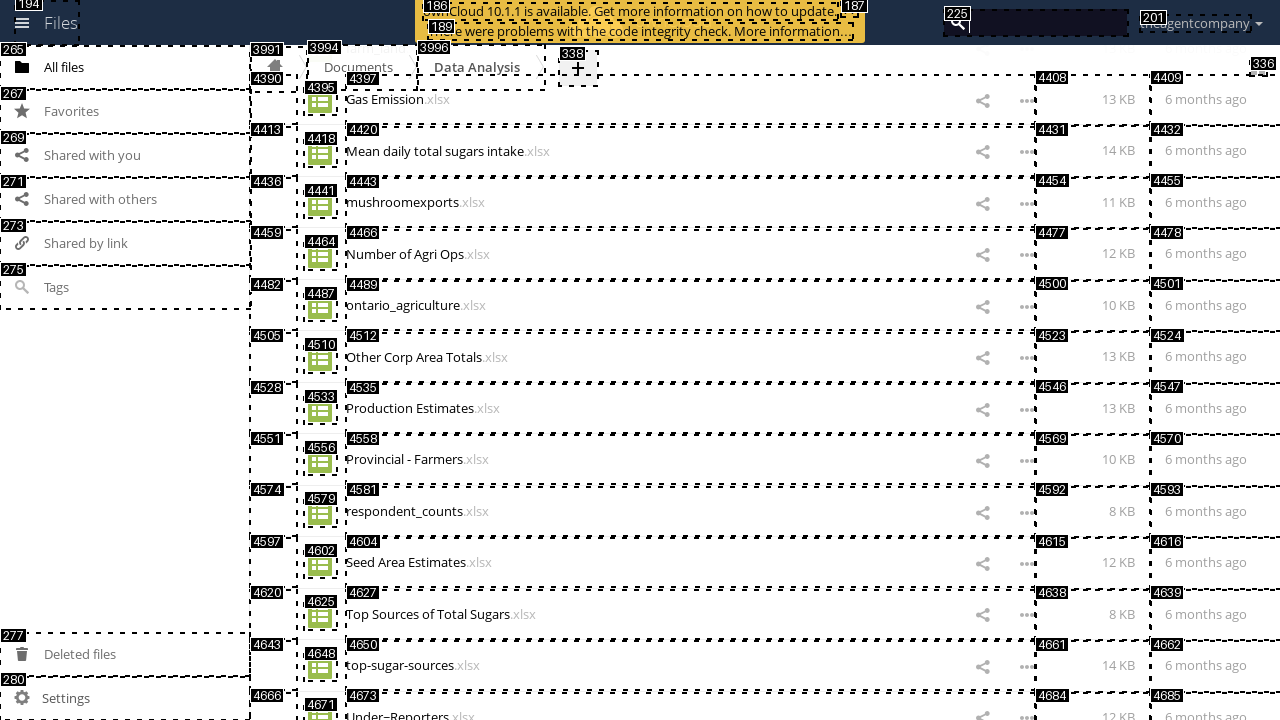 194
Files
186
ownCloud 10.1.1 is available. Get more information on how to update.
187
189
There were problems with the code integrity check. More information…
225
201
theagentcompany
265
All files
267
Favorites
269
Shared with you
271
Shared with others
273
Shared by link
275
Tags
277
Deleted files
280
Settings
3991
3994
Documents
3996
Data Analysis
338
+
336
4390
4395
4397
Gas Emission.xlsx
4408
13 KB
4409
6 months ago
4413
4418
4420
Mean daily total sugars intake.xlsx
4431
14 KB
4432
6 months ago
4436
4441
4443
mushroomexports.xlsx
4454
11 KB
4455
6 months ago
4459
4464
4466
Number of Agri Ops.xlsx
4477
12 KB
4478
6 months ago
4482
4487
4489
ontario_agriculture.xlsx
4500
10 KB
4501
6 months ago
4505
4510
4512
Other Corp Area Totals.xlsx
4523
13 KB
4524
6 months ago
4528
4533
4535
Production Estimates.xlsx
4546
13 KB
4547
6 months ago
4551
4556
4558
Provincial - Farmers.xlsx
4569
10 KB
4570
6 months ago
4574
4579
4581
respondent_counts.xlsx
4592
8 KB
4593
6 months ago
4597
4602
4604
Seed Area Estimates.xlsx
4615
12 KB
4616
6 months ago
4620
4625
4627
Top Sources of Total Sugars.xlsx
4638
8 KB
4639
6 months ago
4643
4648
4650
top-sugar-sources.xlsx
4661
14 KB
4662
6 months ago
4666
4671
4673
Under–Reporters.xlsx
4684
12 KB
4685
6 months ago